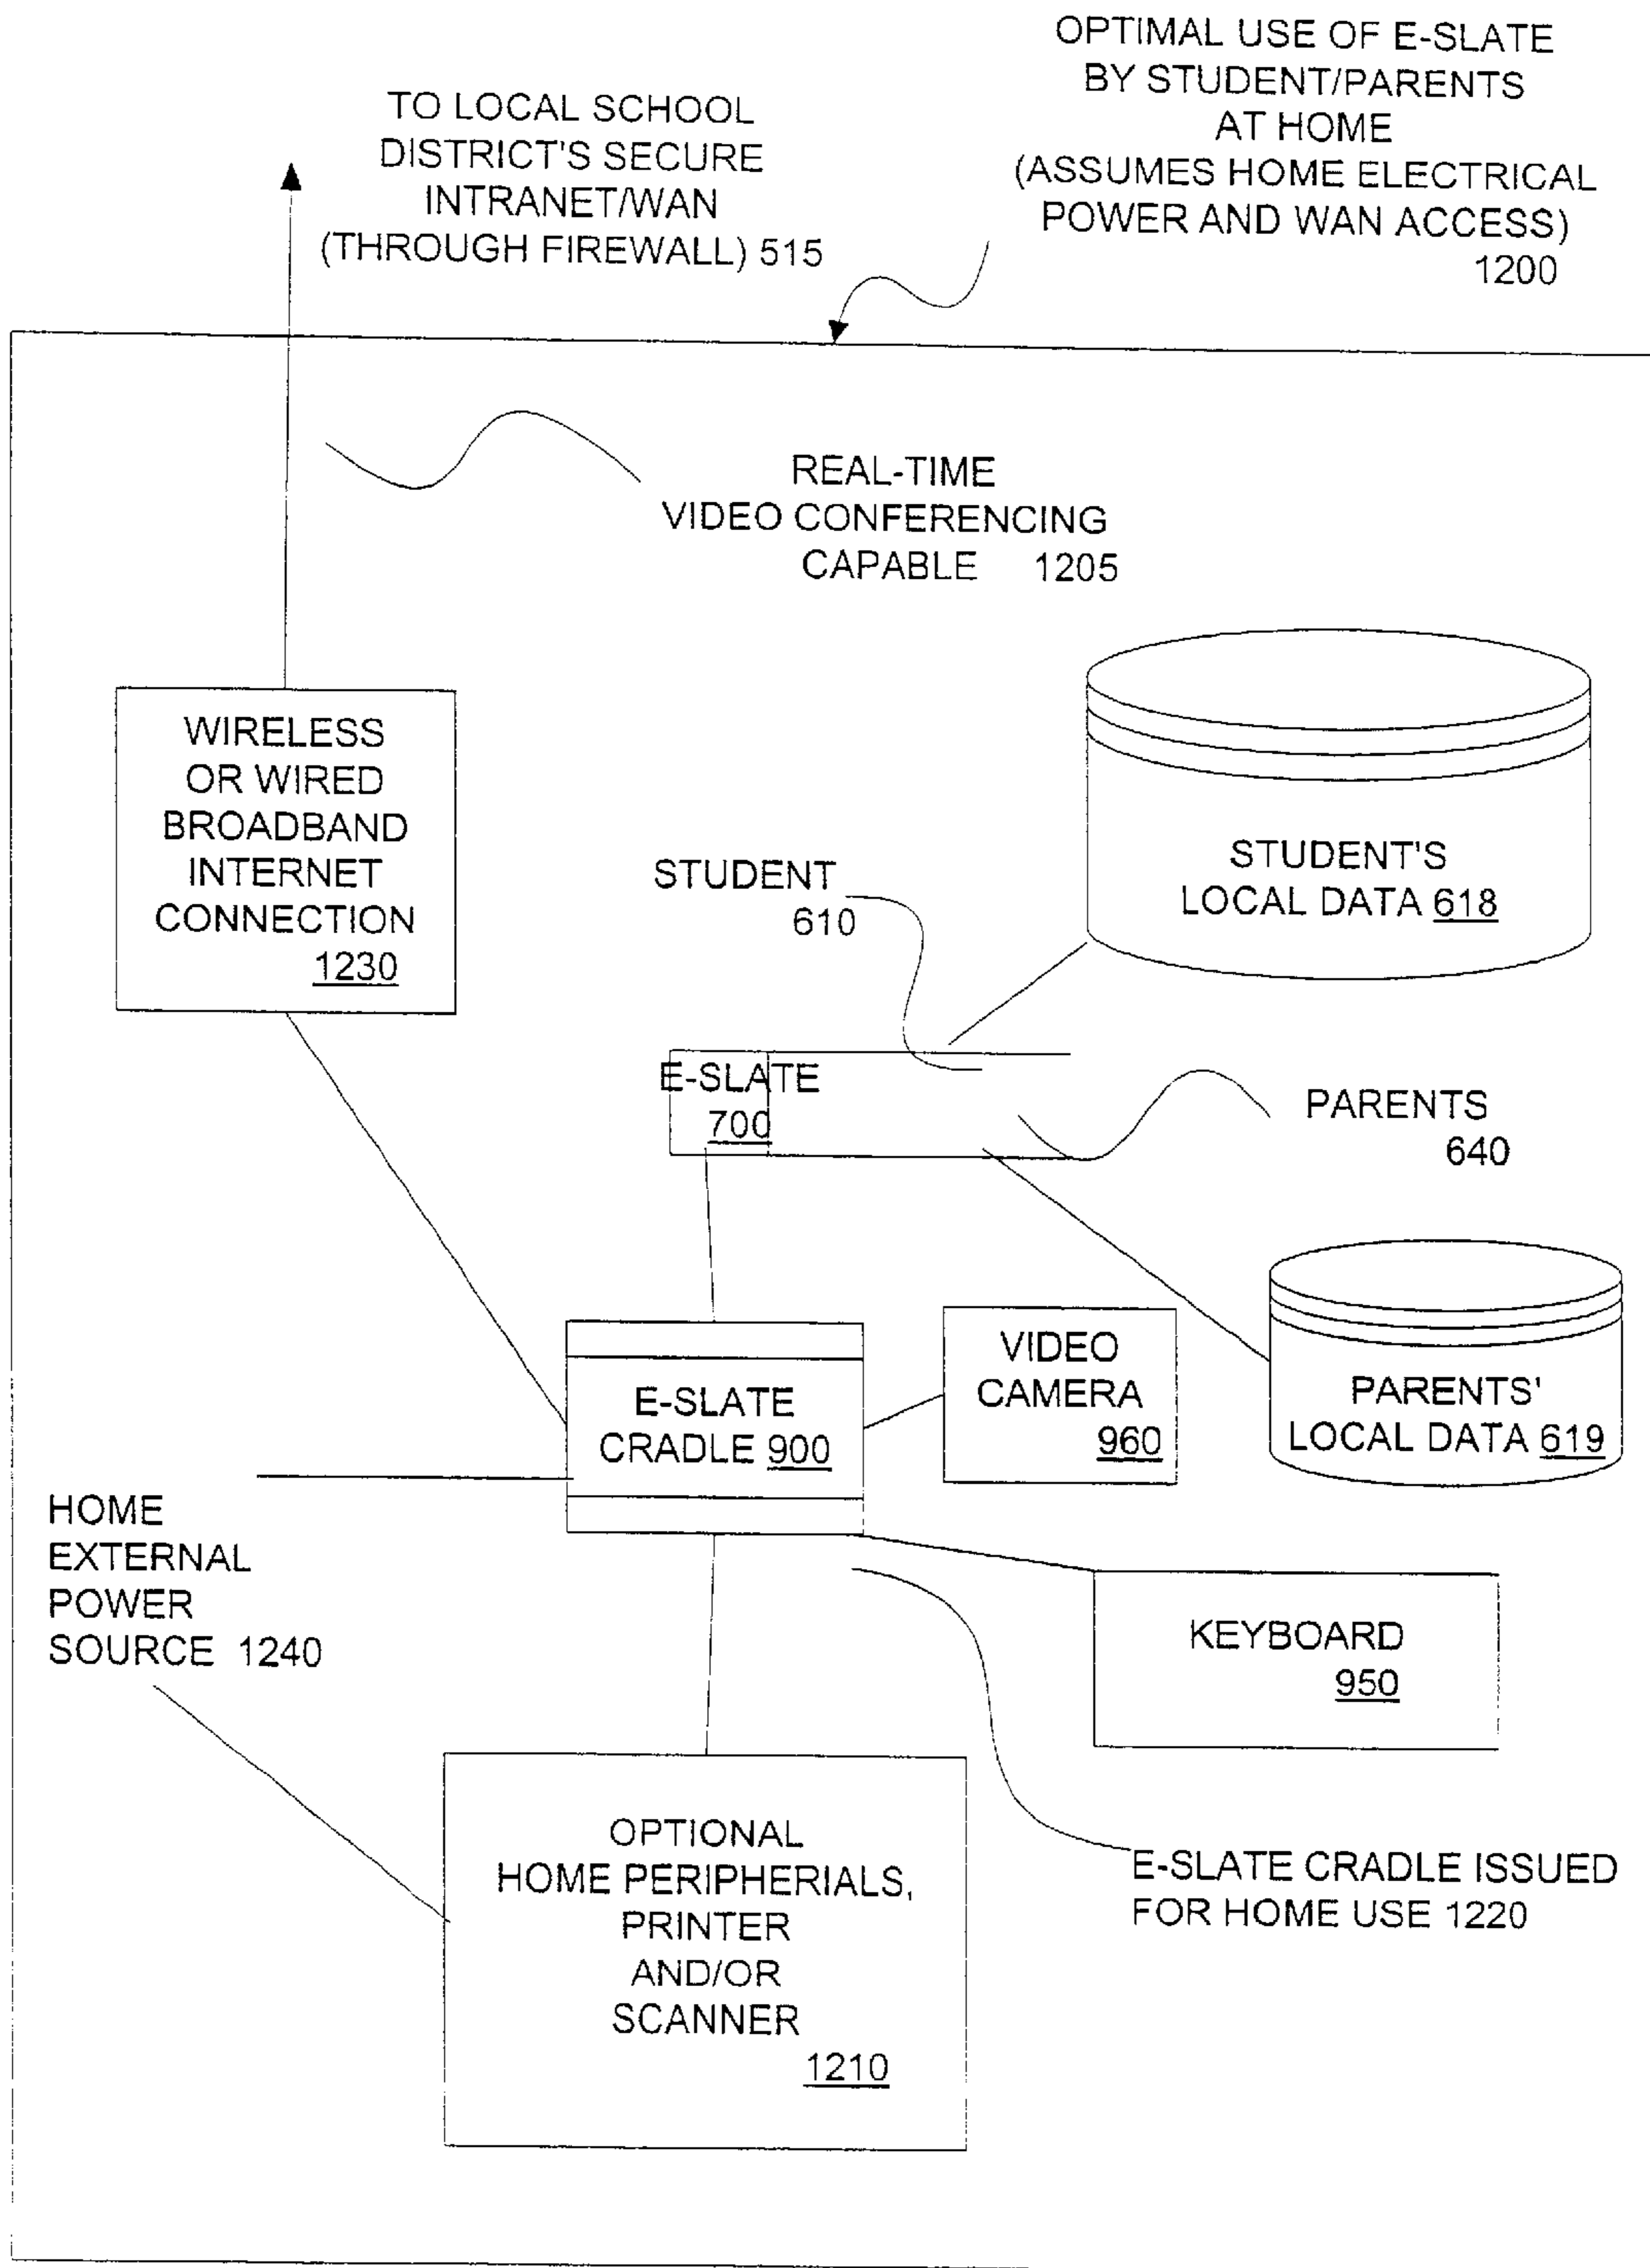 OPTIMAL USE OF E-SLATE
BY STUDENT/PARENTS
AT HOME
(ASSUMES HOME ELECTRICAL
POWER AND WAN ACCESS)
1200
TO LOCAL SCHOOL
DISTRICT'S SECURE
INTRANET/WAN
(THROUGH FIREWALL) 515
REAL-TIME
VIDEO CONFERENCING
CAPABLE 1205
WIRELESS
OR WIRED
BROADBAND
INTERNET
CONNECTION
1230
STUDENT'S
LOCAL DATA 618
STUDENT
610
E-SLATE
700
PARENTS
640
E-SLATE
CRADLE 900
VIDEO
CAMERA
960
PARENTS'
LOCAL DATA 619
HOME
EXTERNAL
POWER
SOURCE 1240
KEYBOARD
950
OPTIONAL
HOME PERIPHERIALS,
PRINTER
AND/OR
SCANNER
1210
E-SLATE CRADLE ISSUED
FOR HOME USE 1220